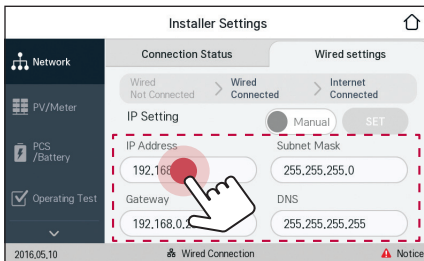 Installer Settings
Network
Connection Status
Wired settings
Wired
Not Connected
Wired
Connected
Internet
Connected
PV/Meter
IP Setting
Manual
SET
PCS
/Battery
IP Address
Subnet Mask
192.168
255.255.255.0
Operating Test
Gateway
DNS
192.168.0.2
255.255.255.255
2016.05.10
Wired Connection
Notice